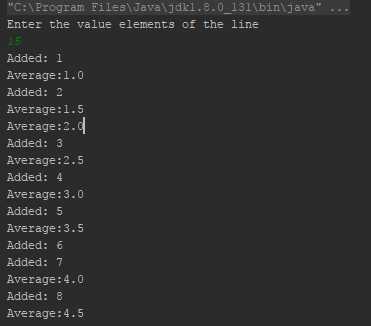 "C:\Program Files\Java\jdk1.8.0_131\bin\java" ...
Enter the value elements of the line
15
Added: 1
Average:1.0
Added: 2
Average:1.5
Average:2.0
Added: 3
Average:2.5
Added: 4
Average:3.0
Added: 5
Average:3.5
Added: 6
Added: 7
Average:4.0
Added: 8
Average:4.5